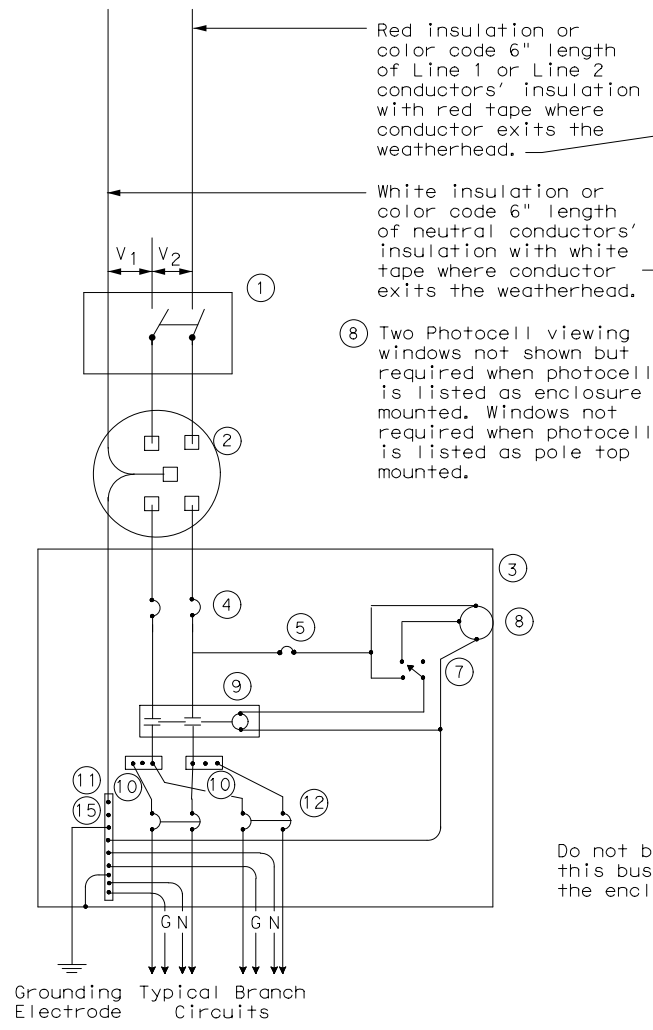 Red insulation or
color code 6" length
of Line 1 or Line 2
conductors' insulation
with red tape where
conductor exits the
weatherhead.
White insulation or
color code 6" length
of neutral conductors'
insulation with white
tape where conductor
exits the weatherhead.
V1
V2
1
8
Two Photocell viewing
windows not shown but
required when photocell
is listed as enclosure
mounted. Windows not
required when photocell
is listed as pole top
mounted.
2
3
4
5
8
7
9
11
10
10
12
15
Do not b
this bus
the encl
G N
G N
Grounding
Electrode
Typical Branch
Circuits